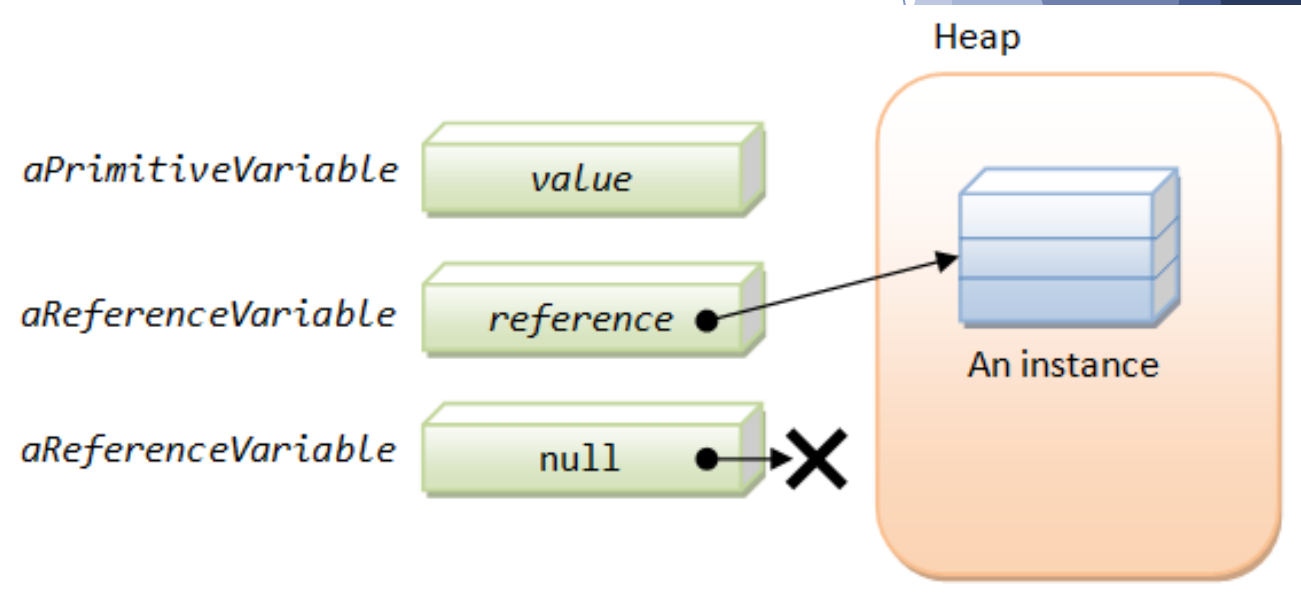 Heap
aPrimitiveVariable value
aReferenceVariable reference
An instance
aReferenceVariable null